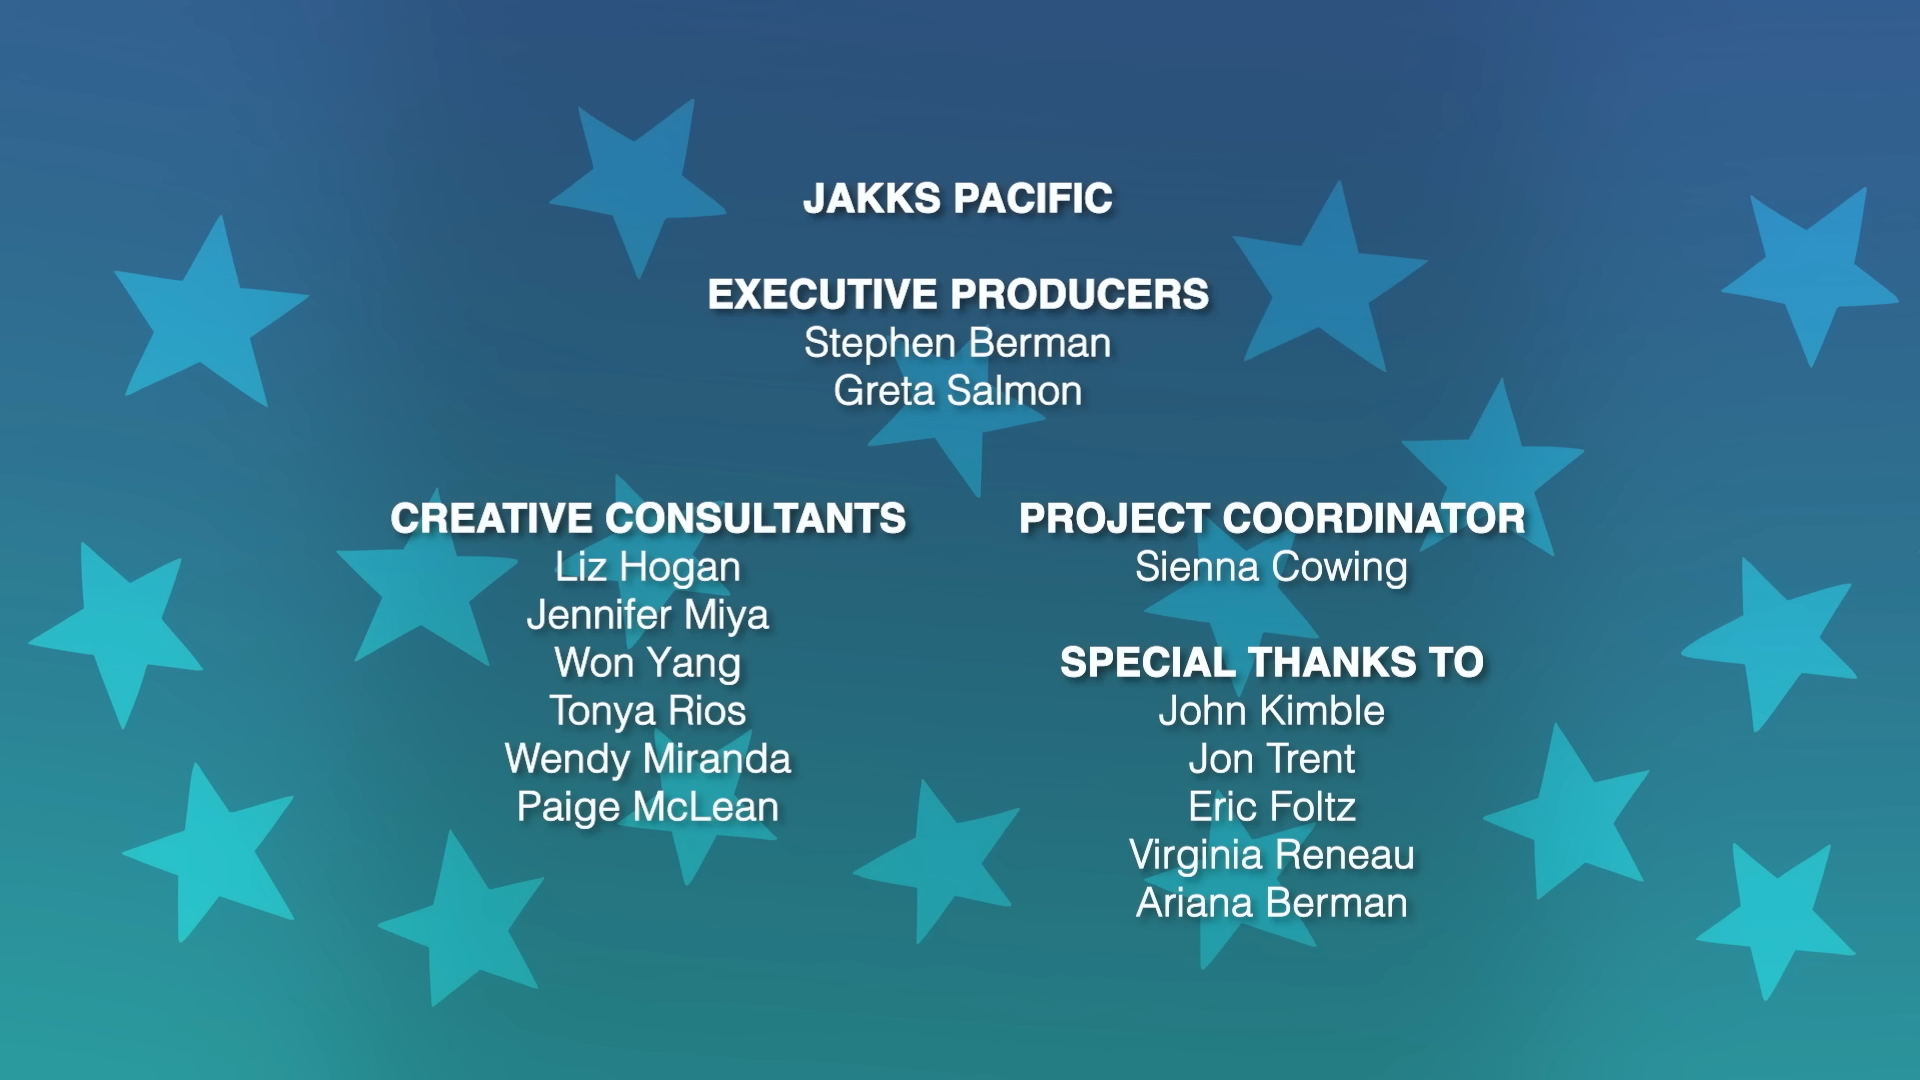 JAKKS PACIFIC
EXECUTIVE PRODUCERS
Stephen Berman
Greta Salmon
CREATIVE CONSULTANTS
Liz Hogan
Jennifer Miya
Won Yang
Tonya Rios
Wendy Miranda
Paige McLean
PROJECT COORDINATOR
Sienna Cowing
SPECIAL THANKS TO
John Kimble
Jon Trent
Eric Foltz
Virginia Reneau
Ariana Berman